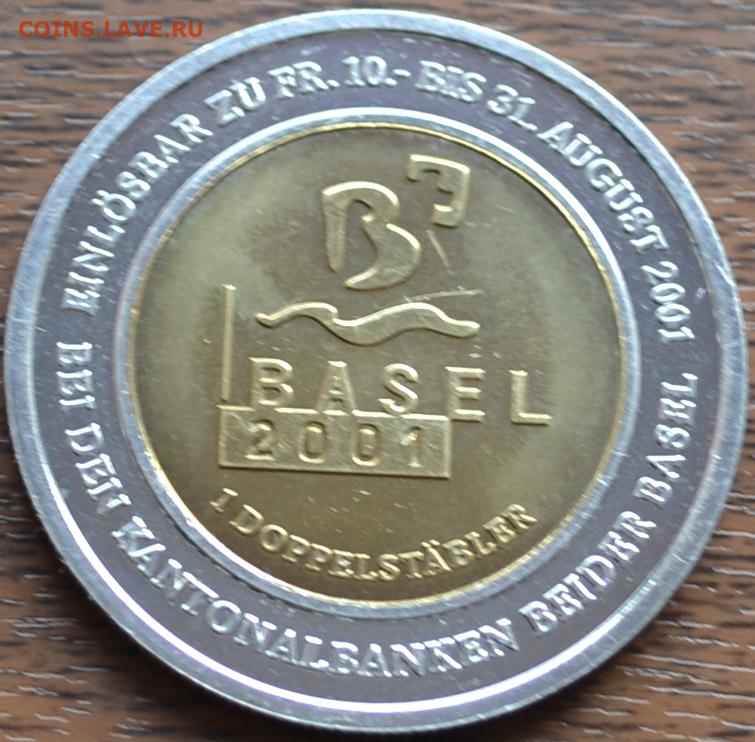 COINS.LAVE.RU
EINLÖSBAR ZU FR. 10.- BIS 31. AUGUST 2001
BEI DEN KANTONALBANKEN BEIDER BASEL
B
BASEL
2001
1 DOPPELSTÄBLER